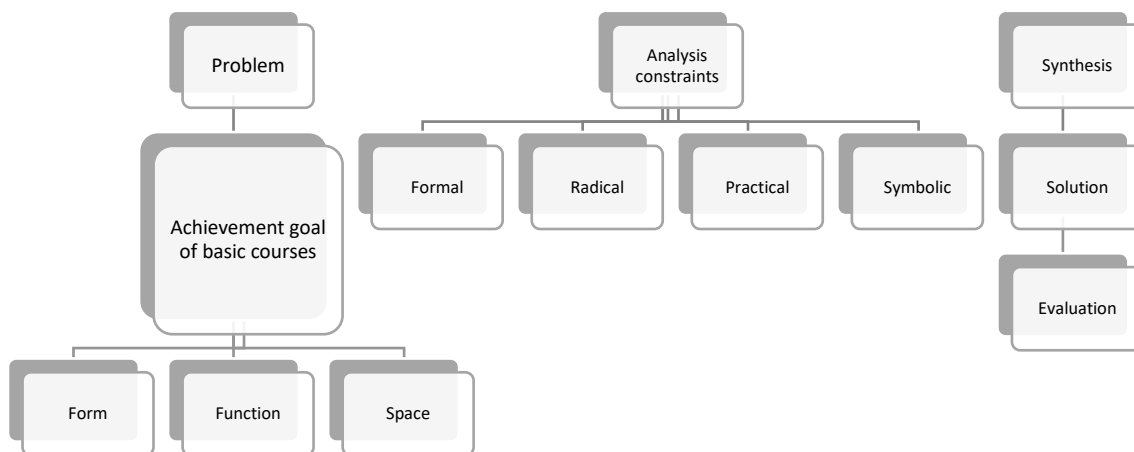 Problem
Achievement goal
of basic courses
Form
Function
Space
Analysis
constraints
Formal
Radical
Practical
Symbolic
Synthesis
Solution
Evaluation